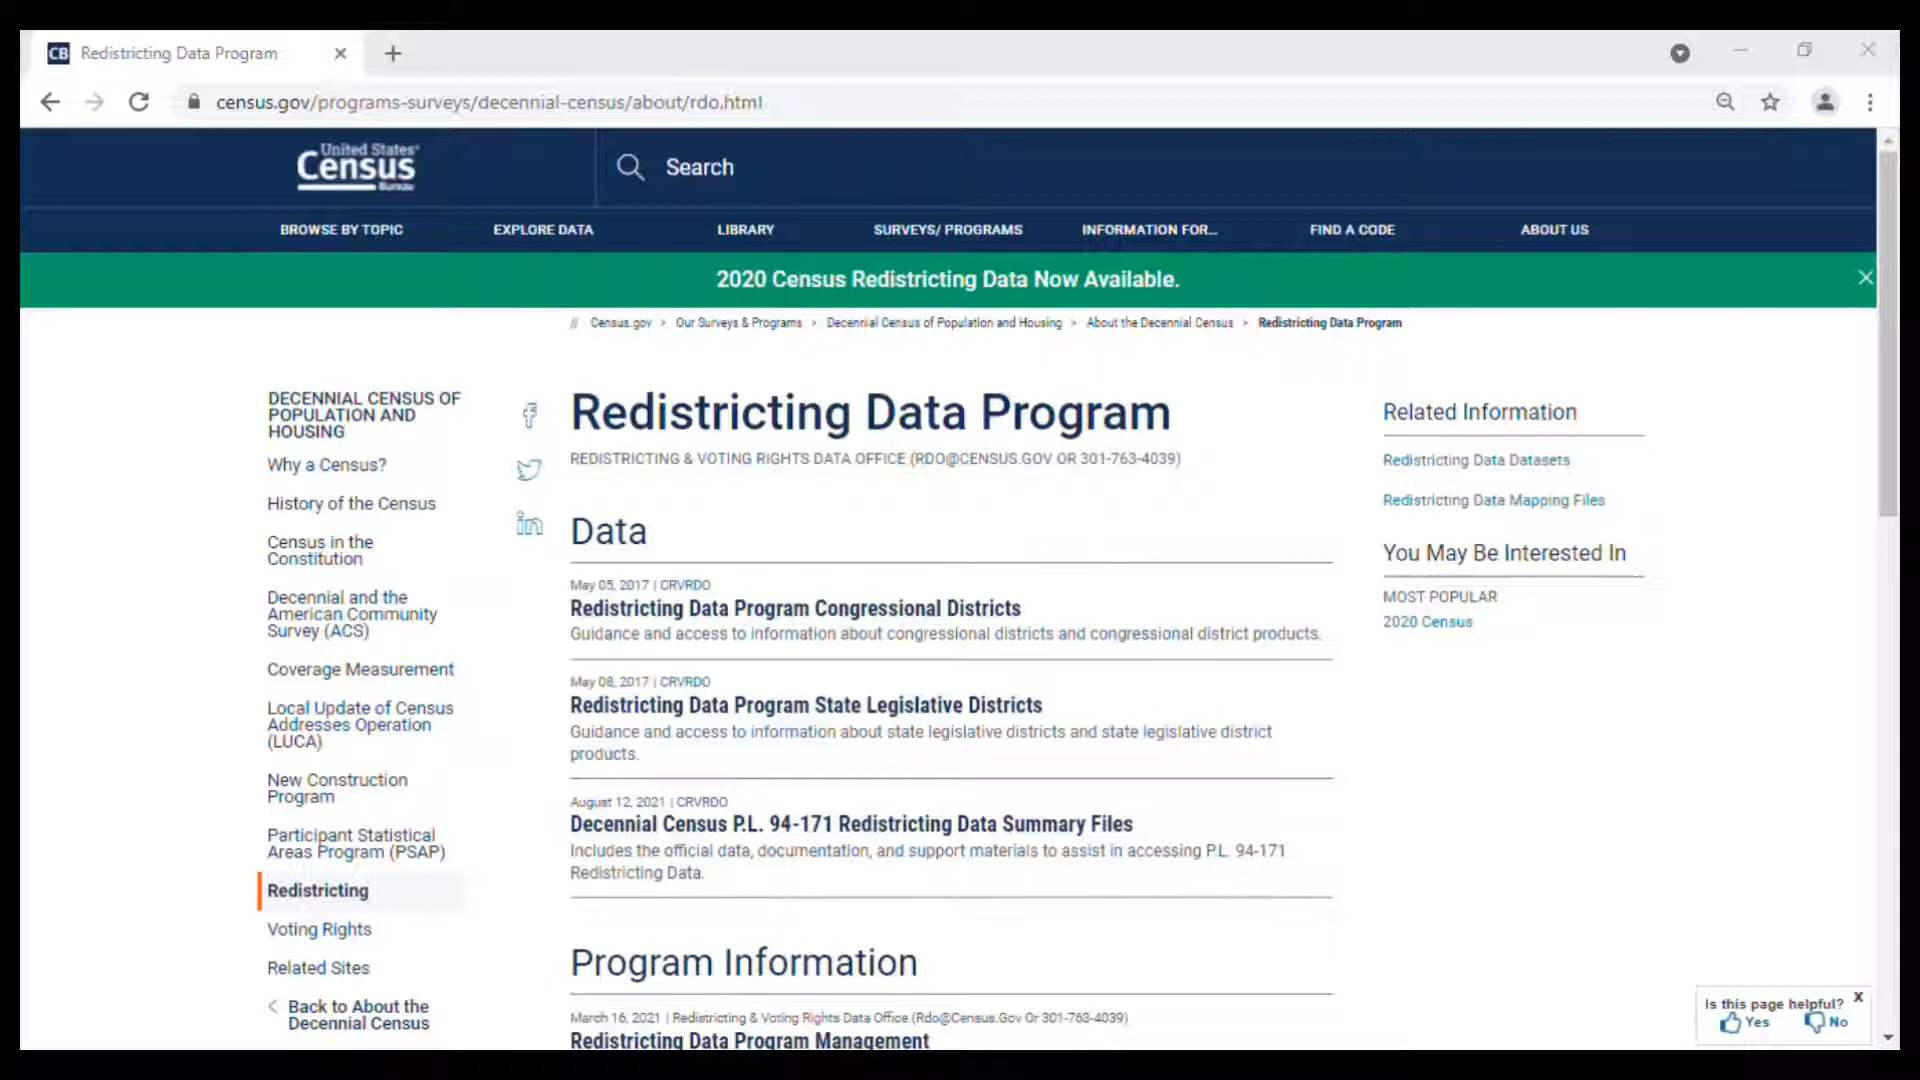 CB Redistricting Data Program
census.gov/programs-surveys/decennial-census/about/rdo.html
United States®
Census
Bureau
Search
BROWSE BY TOPIC
EXPLORE DATA
LIBRARY
SURVEYS/ PROGRAMS
INFORMATION FOR...
FIND A CODE
ABOUT US
2020 Census Redistricting Data Now Available.
// Census.gov > Our Surveys & Programs > Decennial Census of Population and Housing > About the Decennial Census > Redistricting Data Program
DECENNIAL CENSUS OF
POPULATION AND
HOUSING
Why a Census?
History of the Census
Census in the
Constitution
Decennial and the
American Community
Survey (ACS)
Coverage Measurement
Local Update of Census
Addresses Operation
(LUCA)
New Construction
Program
Participant Statistical
Areas Program (PSAP)
Redistricting
Voting Rights
Related Sites
< Back to About the
Decennial Census
Redistricting Data Program
REDISTRICTING & VOTING RIGHTS DATA OFFICE (RDO@CENSUS.GOV OR 301-763-4039)
Data
May 05, 2017 | CRVRDO
Redistricting Data Program Congressional Districts
Guidance and access to information about congressional districts and congressional district products.
May 08, 2017 | CRVRDO
Redistricting Data Program State Legislative Districts
Guidance and access to information about state legislative districts and state legislative district
products.
August 12, 2021 | CRVRDO
Decennial Census P.L. 94-171 Redistricting Data Summary Files
Includes the official data, documentation, and support materials to assist in accessing P.L. 94-171
Redistricting Data.
Program Information
March 16, 2021 | Redistricting & Voting Rights Data Office (Rdo@Census.Gov Or 301-763-4039)
Redistricting Data Program Management
Related Information
Redistricting Data Datasets
Redistricting Data Mapping Files
You May Be Interested In
MOST POPULAR
2020 Census
Is this page helpful? X
Yes No